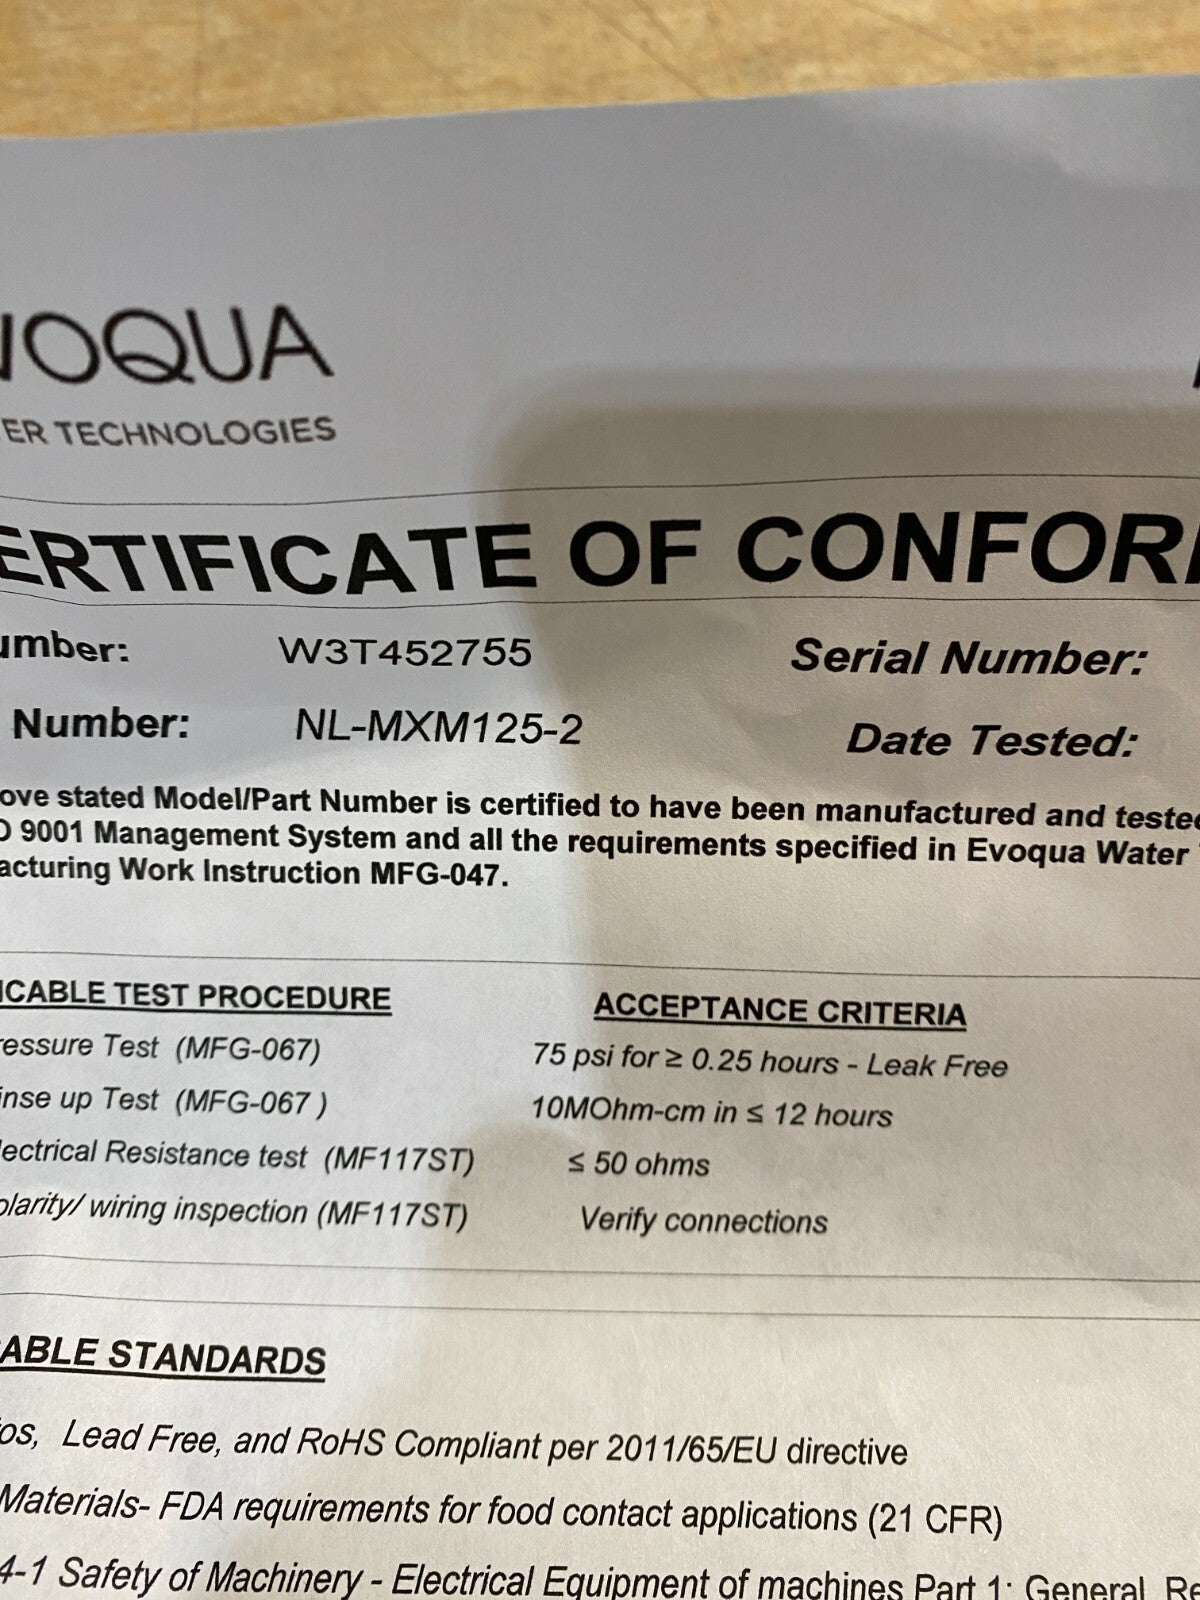 VOQUA
ER TECHNOLOGIES
ERTIFICATE OF CONFOR
umber: W3T452755 Serial Number:
Number: NL-MXM125-2 Date Tested:
ove stated Model/Part Number is certified to have been manufactured and tested
O 9001 Management System and all the requirements specified in Evoqua Water
acturing Work Instruction MFG-047.
ICABLE TEST PROCEDURE ACCEPTANCE CRITERIA
ressure Test (MFG-067) 75 psi for ≥ 0.25 hours - Leak Free
inse up Test (MFG-067 ) 10MOhm-cm in ≤ 12 hours
lectrical Resistance test (MF117ST) ≤ 50 ohms
olarity/ wiring inspection (MF117ST) Verify connections
ABLE STANDARDS
os, Lead Free, and RoHS Compliant per 2011/65/EU directive
Materials- FDA requirements for food contact applications (21 CFR)
4-1 Safety of Machinery - Electrical Equipment of machines Part 1: General Re